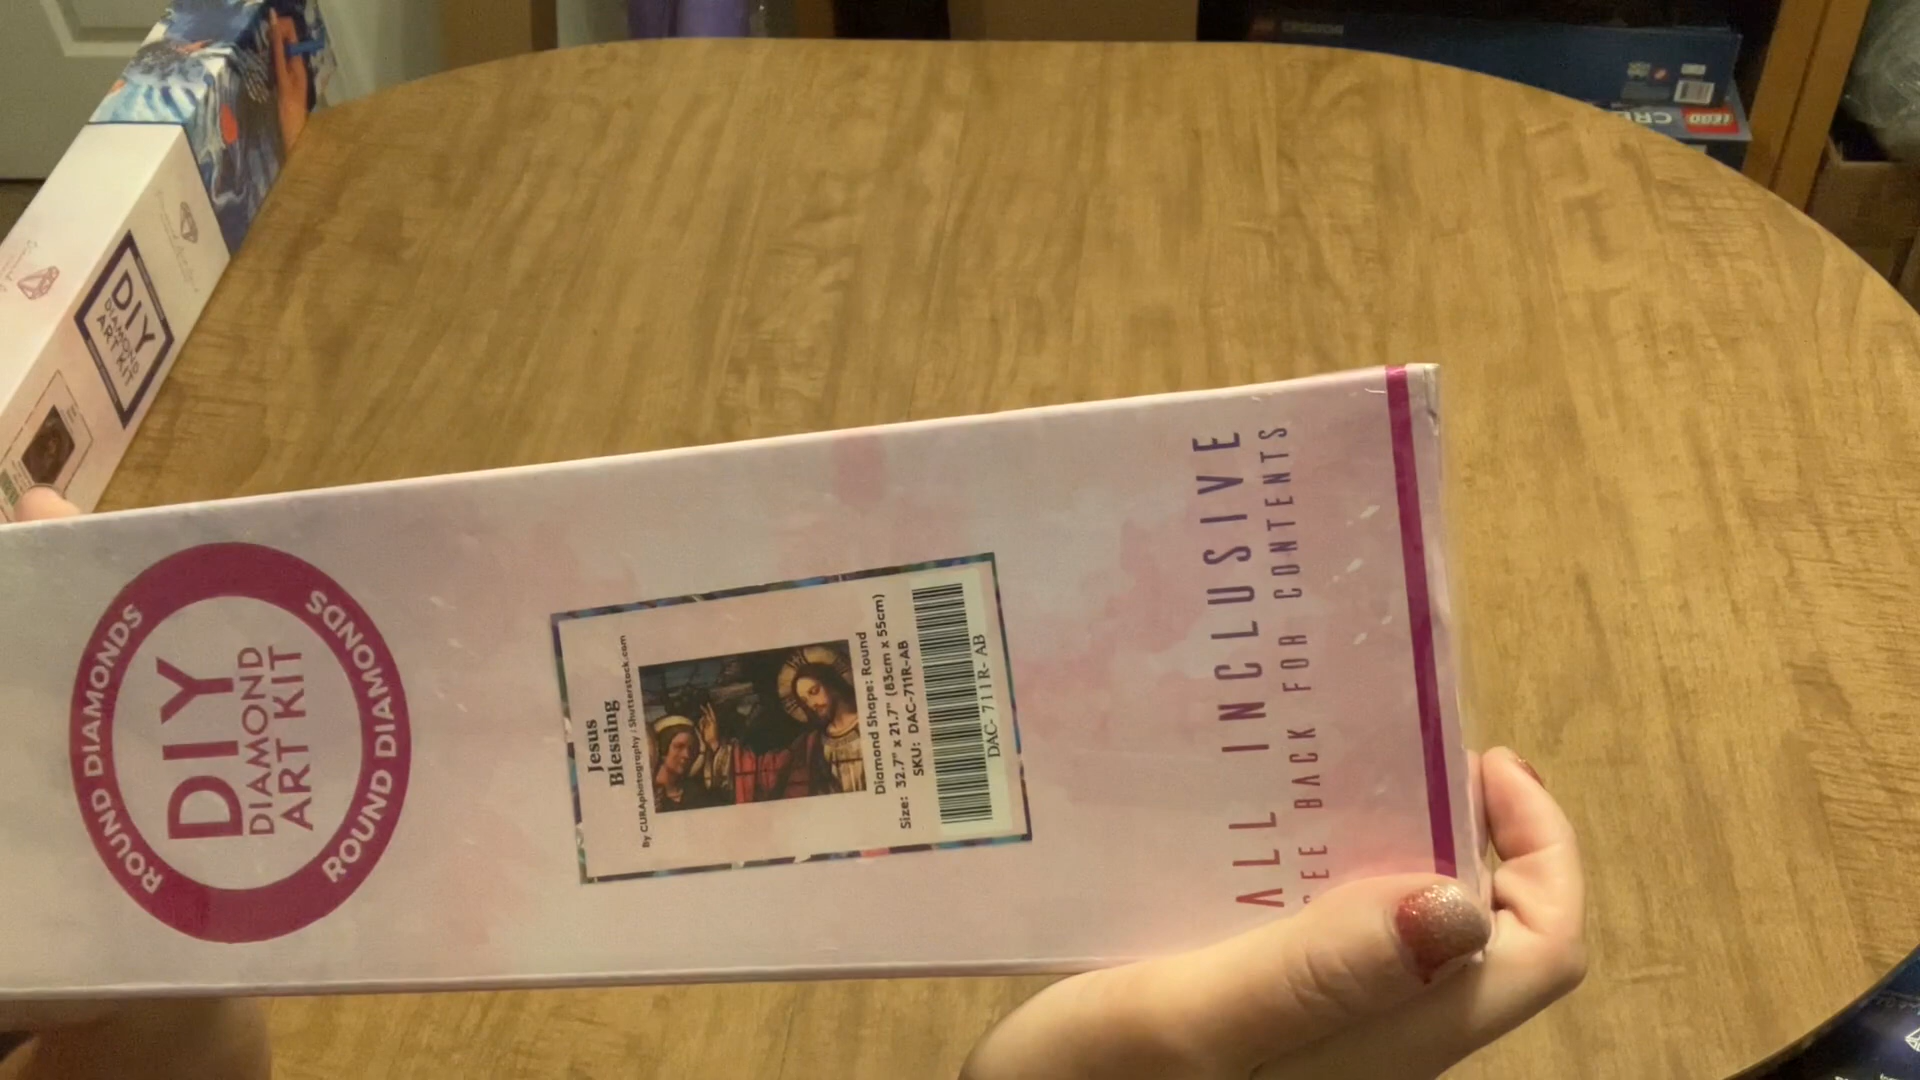 ROUND DIAMONDS
DIY
DIAMOND
ART KIT
ROUND DIAMONDS
Jesus
Blessing
By CURAphotography / Shutterstock.com
Diamond Shape: Round
Size: 32.7" x 21.7" (83cm x 55cm)
SKU: DAC-711R-AB
DAC-711R-AB
ALL INCLUSIVE
SEE BACK FOR CONTENTS
DIY
DIAMOND
ART KIT
LEGO
CRE